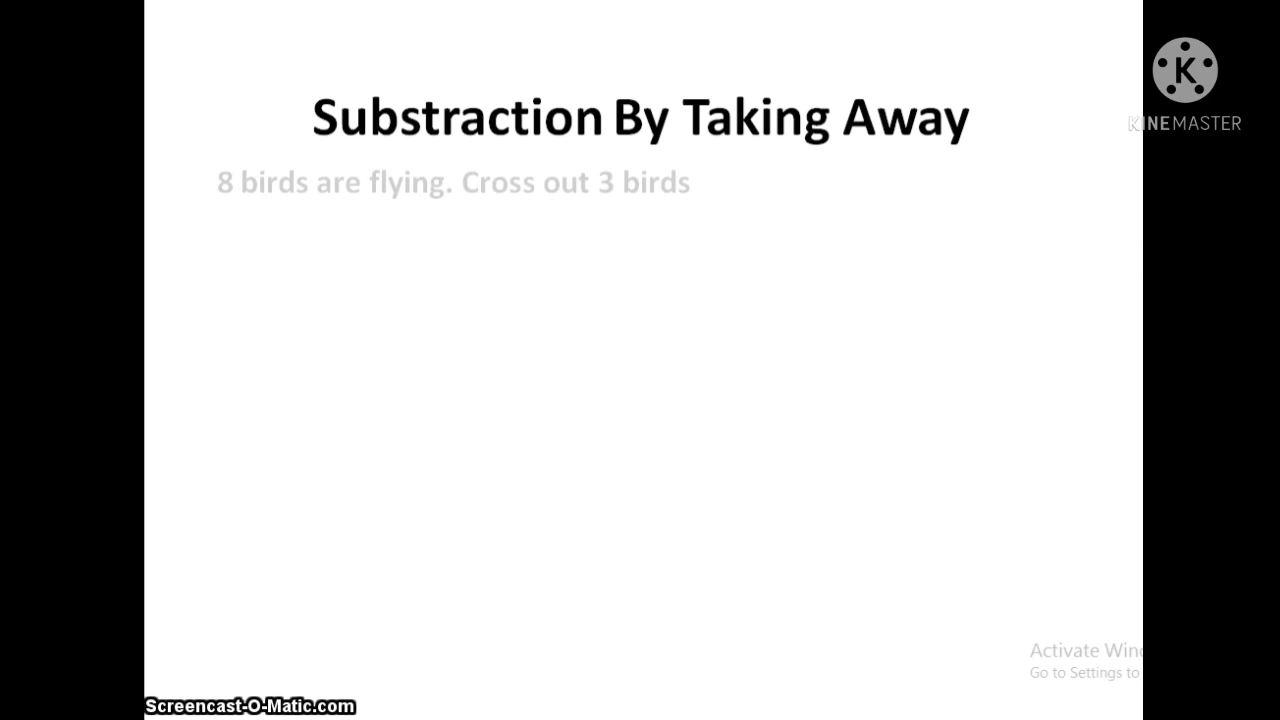 K
KINEMASTER
Substraction By Taking Away
8 birds are flying. Cross out 3 birds
Activate Win
Go to Settings to
Screencast-O-Matic.com